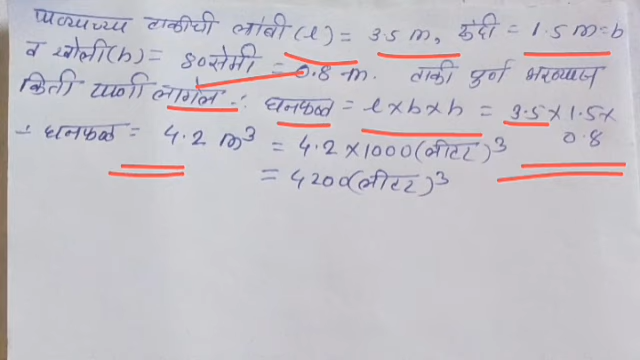 पाण्याच्या टाकीची लांबी (l) = 3.5 m, रुंदी = 1.5 m = b
व खोली (h) = 80 सेमी = 0.8 m. टाकी पुर्ण भरण्यास
किती पाणी लागेल ∴ घनफळ = l x b x h = 3.5 x 1.5 x
0.8
∴ घनफळ = 4.2 m³ = 4.2 x 1000 (लीटर)³
= 4200 (लीटर)³